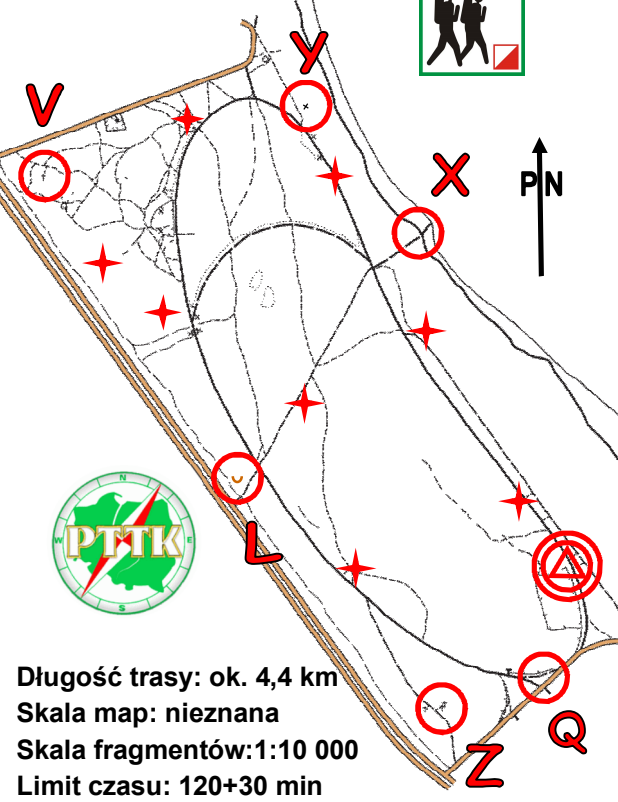 Y
V
X
PN
N
W
E
PTTK
S
L
Długość trasy: ok. 4,4 km
Skala map: nieznana
Skala fragmentów:1:10 000
Limit czasu: 120+30 min
Q
Z